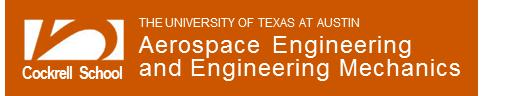 THE UNIVERSITY OF TEXAS AT AUSTIN
Aerospace Engineering
and Engineering Mechanics
Cockrell School